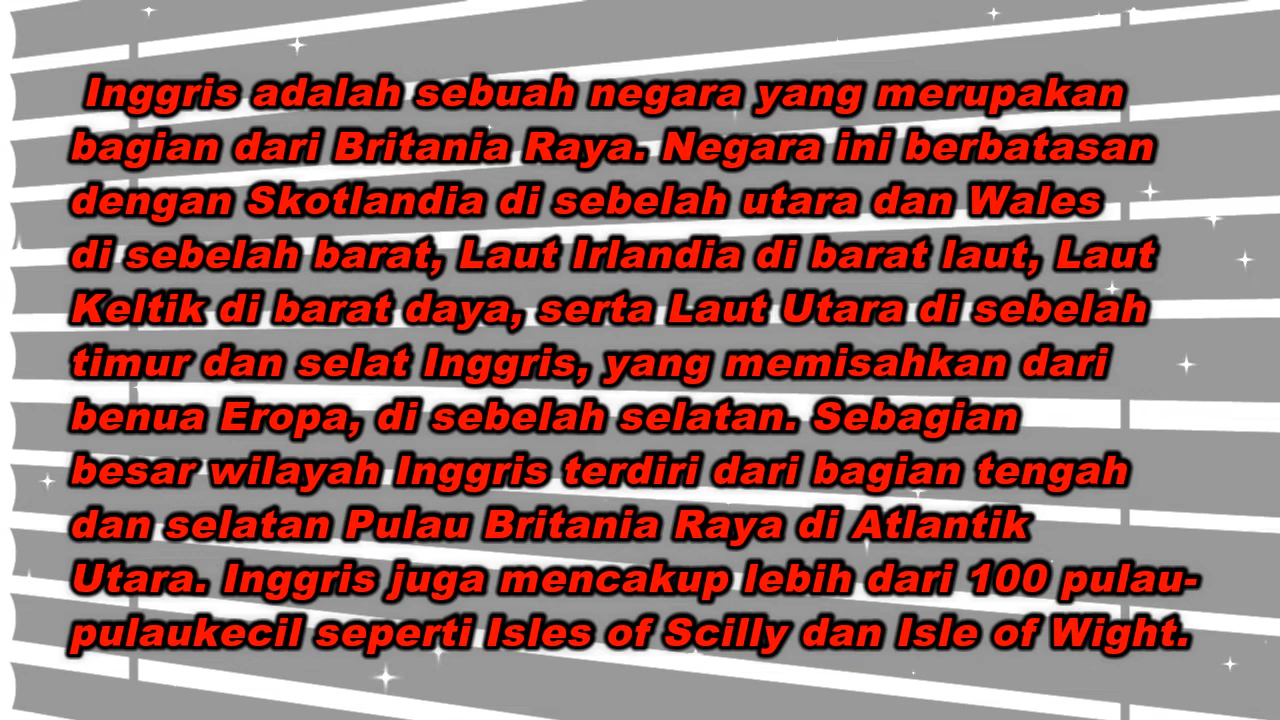 Inggris adalah sebuah negara yang merupakan
bagian dari Britania Raya. Negara ini berbatasan
dengan Skotlandia di sebelah utara dan Wales
di sebelah barat, Laut Irlandia di barat laut, Laut
Keltik di barat daya, serta Laut Utara di sebelah
timur dan selat Inggris, yang memisahkan dari
benua Eropa, di sebelah selatan. Sebagian
besar wilayah Inggris terdiri dari bagian tengah
dan selatan Pulau Britania Raya di Atlantik
Utara. Inggris juga mencakup lebih dari 100 pulau-
pulaukecil seperti Isles of Scilly dan Isle of Wight.